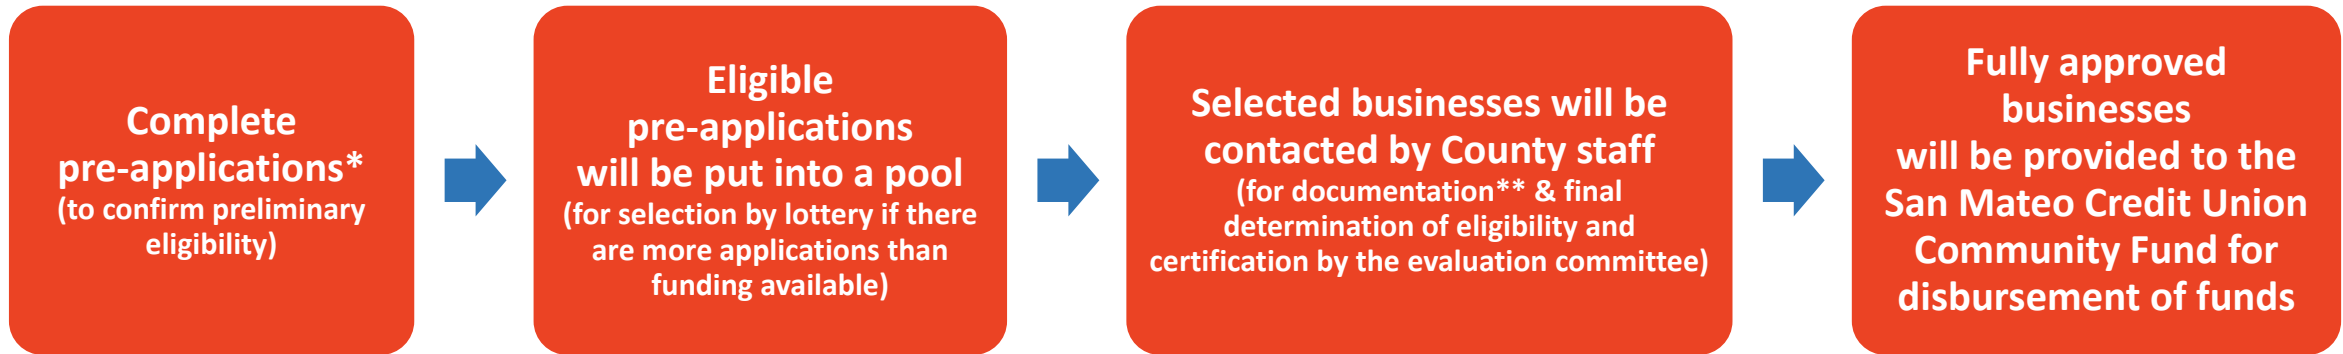 Complete
pre-applications*
(to confirm preliminary
eligibility)
Eligible
pre-applications
will be put into a pool
(for selection by lottery if there
are more applications than
funding available)
Selected businesses will be
contacted by County staff
(for documentation** & final
determination of eligibility and
certification by the evaluation committee)
Fully approved
businesses
will be provided to the
San Mateo Credit Union
Community Fund for
disbursement of funds